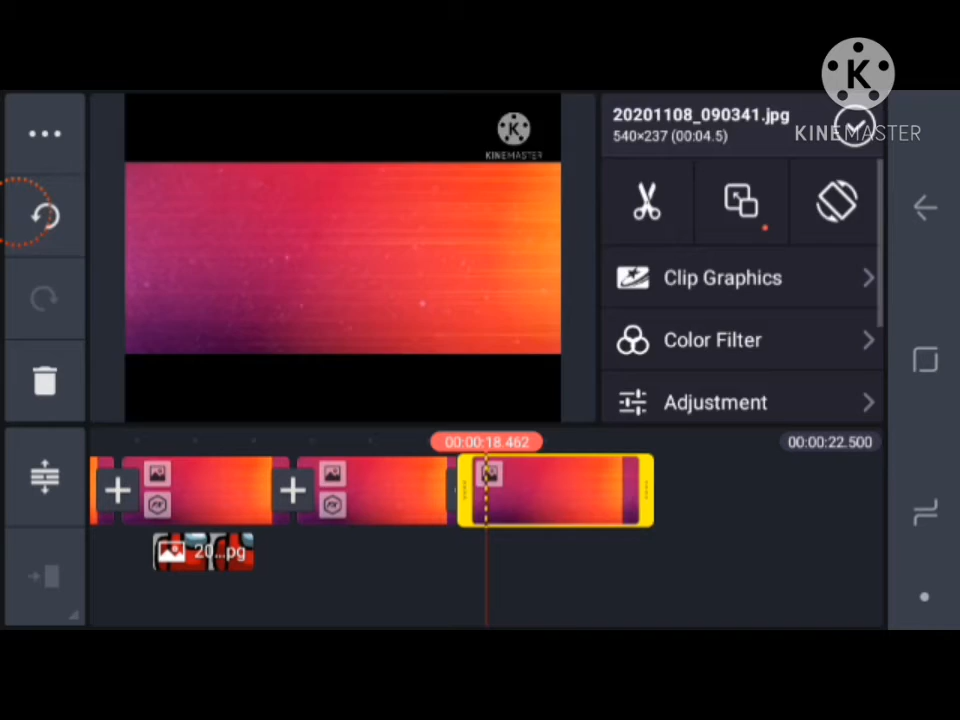 KINEMASTER
20201108_090341.jpg
540×237 (00:04.5)
K
KINEMASTER
Clip Graphics
Color Filter
Adjustment
00:00:18.462
00:00:22.500
20...pg